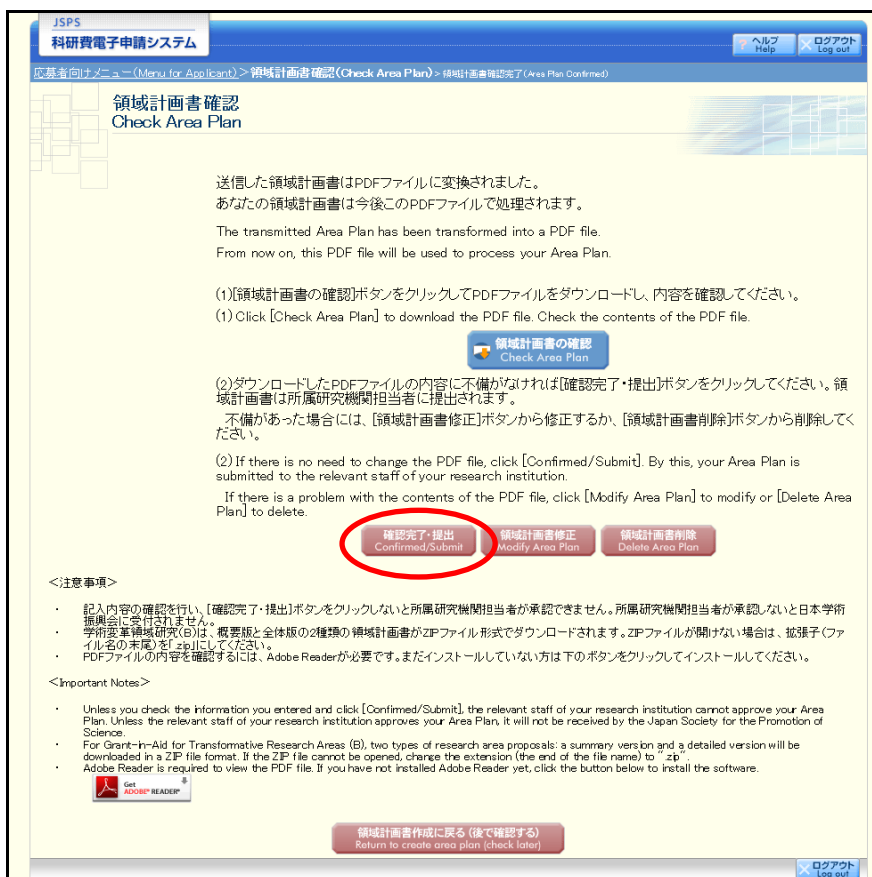 JSPS
科研費電子申請システム
? ヘルプ
Help
ログアウト
Log out
応募者向けメニュー(Menu for Applicant)>領域計画書確認(Check Area Plan)>領域計画書確認完了(Area Plan Confirmed)
領域計画書確認
Check Area Plan
送信した領域計画書はPDFファイルに変換されました。
あなたの領域計画書は今後このPDFファイルで処理されます。
The transmitted Area Plan has been transformed into a PDF file.
From now on, this PDF file will be used to process your Area Plan.
(1)[領域計画書の確認]ボタンをクリックしてPDFファイルをダウンロードし、内容を確認してください。
(1) Click [Check Area Plan] to download the PDF file. Check the contents of the PDF file.
領域計画書の確認
Check Area Plan
(2)ダウンロードしたPDFファイルの内容に不備がなければ[確認完了・提出]ボタンをクリックしてください。領
域計画書は所属研究機関担当者に提出されます。
不備があった場合には、[領域計画書修正]ボタンから修正するか、[領域計画書削除]ボタンから削除してく
ださい。
(2) If there is no need to change the PDF file, click [Confirmed/Submit]. By this, your Area Plan is
submitted to the relevant staff of your research institution.
If there is a problem with the contents of the PDF file, click [Modify Area Plan] to modify or [Delete Area
Plan] to delete.
確認完了・提出
Confirmed/Submit
領域計画書修正
Modify Area Plan
領域計画書削除
Delete Area Plan
<注意事項>
・ 記入内容の確認を行い、[確認完了・提出]ボタンをクリックしないと所属研究機関担当者が承認できません。所属研究機関担当者が承認しないと日本学術
振興会に受付されません。
・ 学術変革領域研究(B)は、概要版と全体版の2種類の領域計画書がZIPファイル形式でダウンロードされます。ZIPファイルが開けない場合は、拡張子(ファ
イル名の末尾)を「.zip」にしてください。
・ PDFファイルの内容を確認するには、Adobe Readerが必要です。まだインストールしていない方は下のボタンをクリックしてインストールしてください。
<Important Notes>
・ Unless you check the information you entered and click [Confirmed/Submit], the relevant staff of your research institution cannot approve your Area
Plan. Unless the relevant staff of your research institution approves your Area Plan, it will not be received by the Japan Society for the Promotion of
Science.
・ For Grant-in-Aid for Transformative Research Areas (B), two types of research area proposals: a summary version and a detailed version will be
downloaded in a ZIP file format. If the ZIP file cannot be opened, change the extension (the end of the file name) to ".zip".
・ Adobe Reader is required to view the PDF file. If you have not installed Adobe Reader yet, click the button below to install the software.
Get
ADOBE® READER®
領域計画書作成に戻る(後で確認する)
Return to create area plan (check later)
ログアウト
Log out